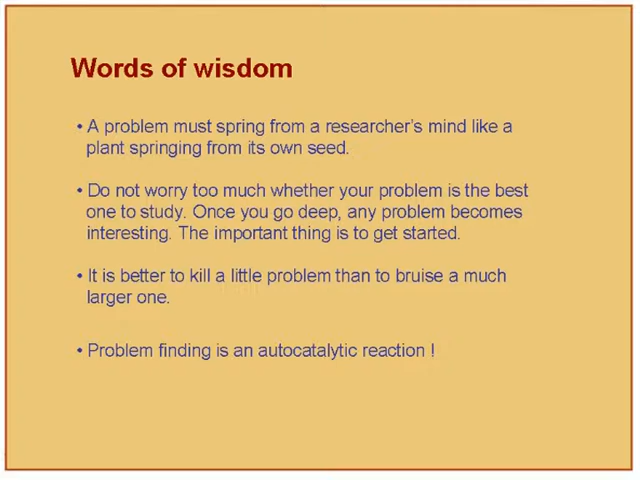 Words of wisdom
• A problem must spring from a researcher's mind like a
plant springing from its own seed.
• Do not worry too much whether your problem is the best
one to study. Once you go deep, any problem becomes
interesting. The important thing is to get started.
• It is better to kill a little problem than to bruise a much
larger one.
• Problem finding is an autocatalytic reaction !